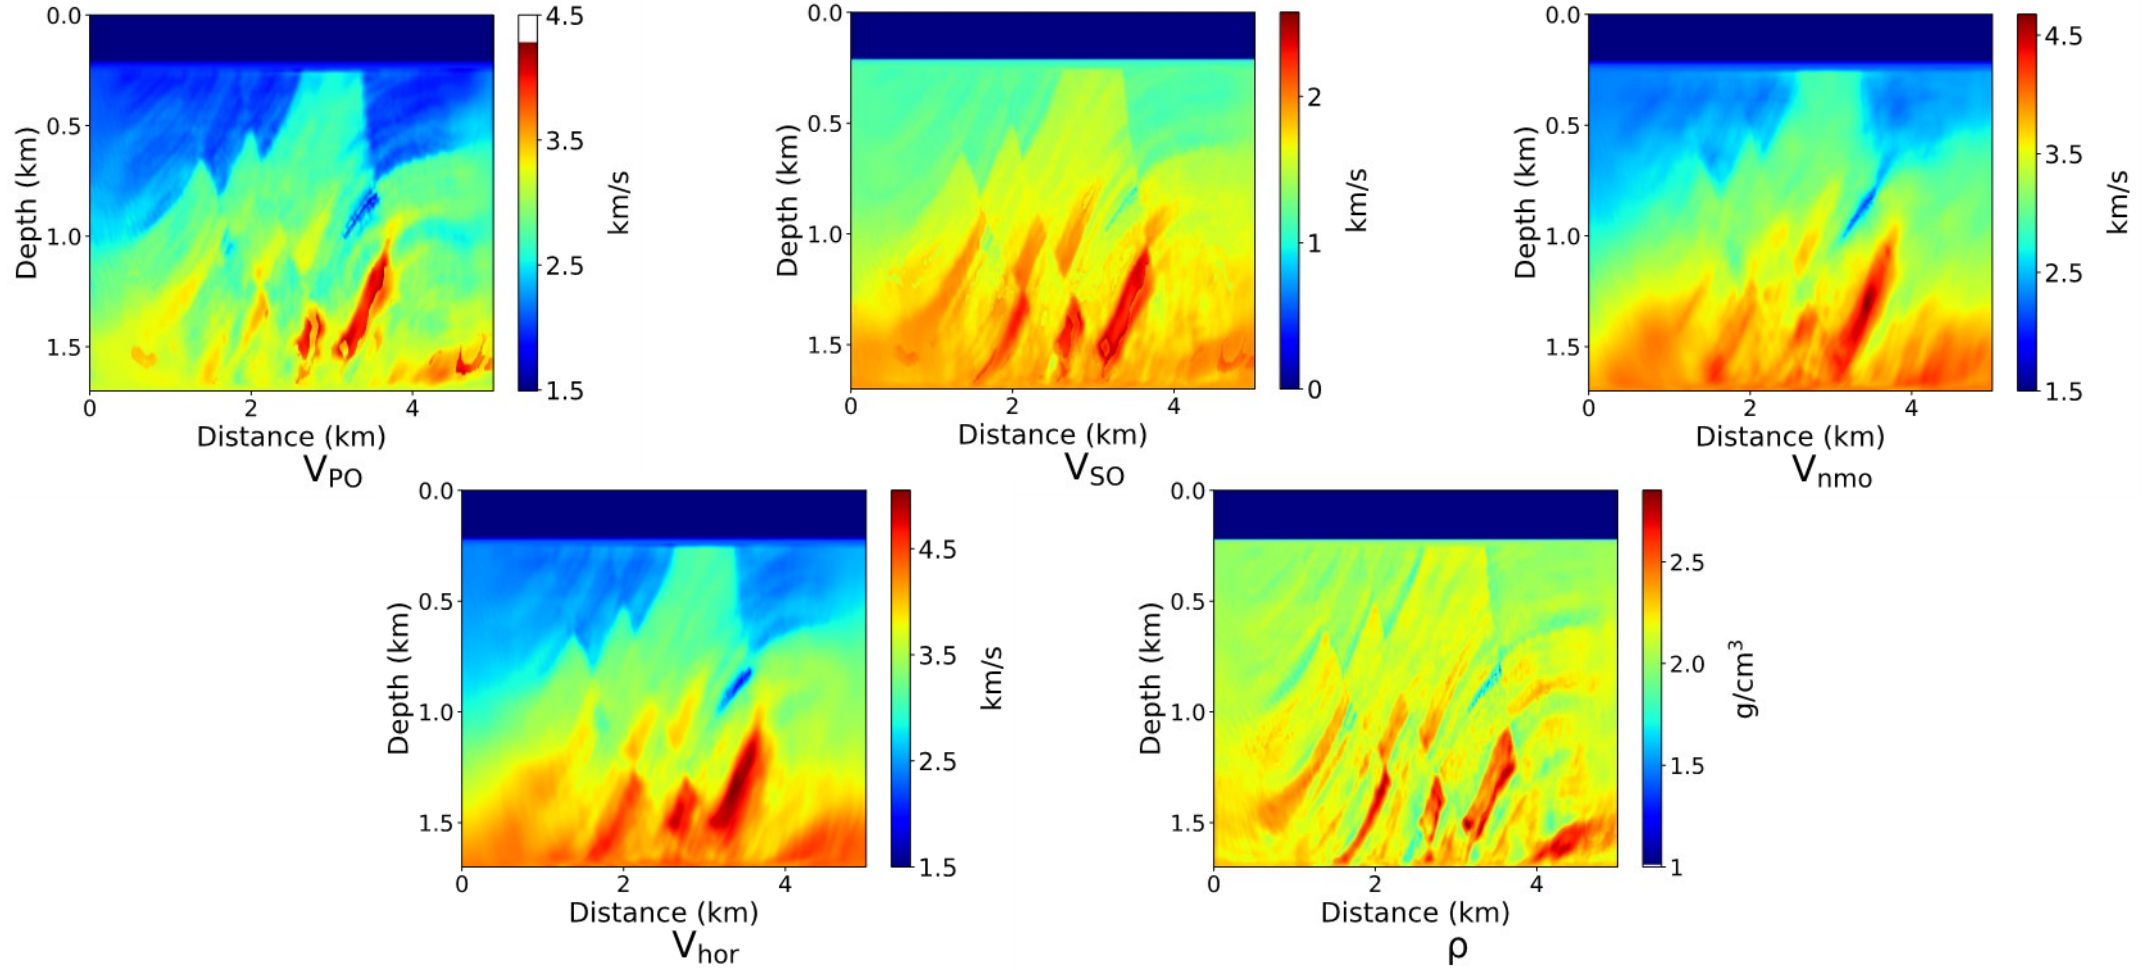 0.0
0.5
1.0
1.5
Depth (km)
0 2 4
Distance (km)
V_PO
4.5
3.5
2.5
1.5
km/s
0.0
0.5
1.0
1.5
Depth (km)
0 2 4
Distance (km)
V_SO
2
1
0
km/s
0.0
0.5
1.0
1.5
Depth (km)
0 2 4
Distance (km)
V_nmo
4.5
3.5
2.5
1.5
km/s
0.0
0.5
1.0
1.5
Depth (km)
0 2 4
Distance (km)
V_hor
4.5
3.5
2.5
1.5
km/s
0.0
0.5
1.0
1.5
Depth (km)
0 2 4
Distance (km)
ρ
2.5
2.0
1.5
1
g/cm³